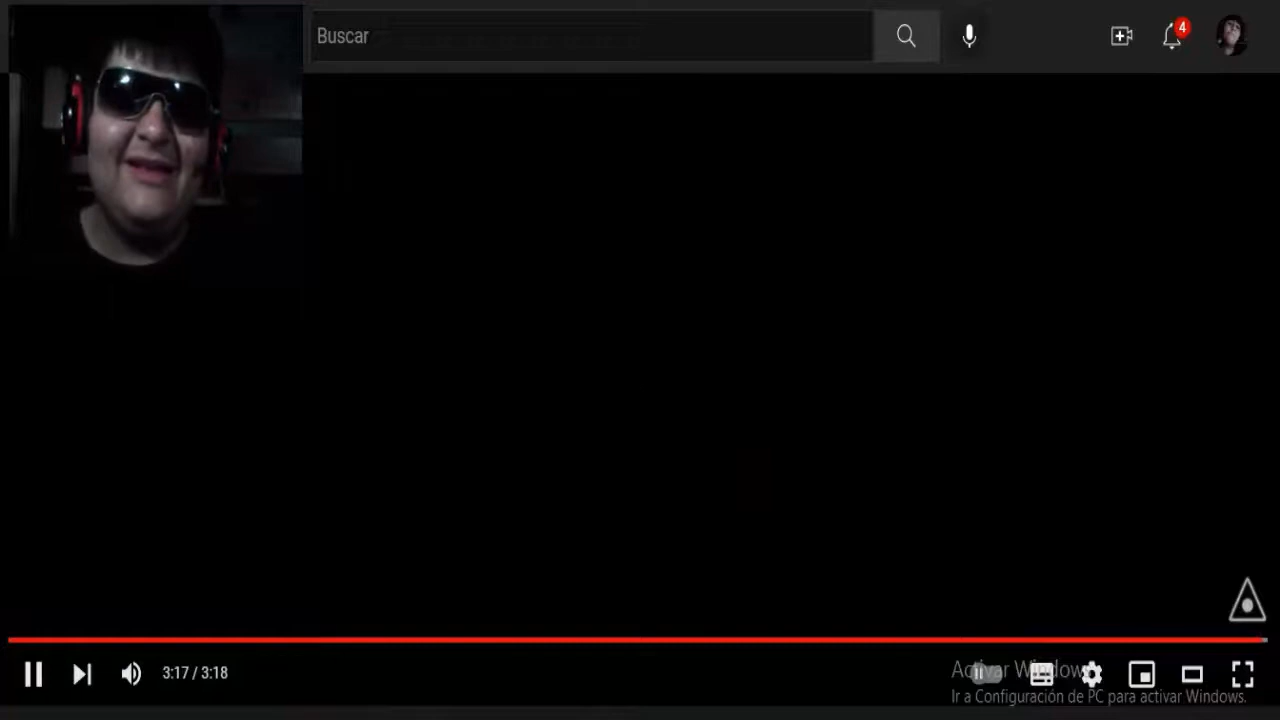 Buscar
4
3:17 / 3:18
Activar Windows
Ir a Configuración de PC para activar Windows.